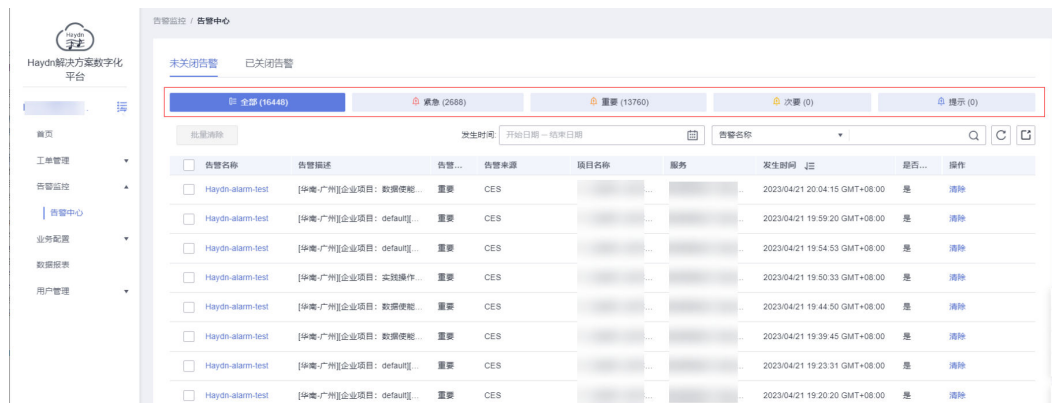 告警监控 / 告警中心
Haydn
Haydn解决方案数字化
平台
首页
工单管理
告警监控
告警中心
业务配置
数据报表
用户管理
未关闭告警 已关闭告警
全部 (16448) 紧急 (2688) 重要 (13760) 次要 (0) 提示 (0)
批量清除 发生时间: 开始日期 – 结束日期 告警名称
告警名称 告警描述 告警... 告警来源 项目名称 服务 发生时间 是否... 操作
Haydn-alarm-test [华南-广州][企业项目：数据使能... 重要 CES ... ... 2023/04/21 20:04:15 GMT+08:00 是 清除
Haydn-alarm-test [华南-广州][企业项目：default][... 重要 CES ... ... 2023/04/21 19:59:20 GMT+08:00 是 清除
Haydn-alarm-test [华南-广州][企业项目：default][... 重要 CES ... ... 2023/04/21 19:54:53 GMT+08:00 是 清除
Haydn-alarm-test [华南-广州][企业项目：实践操作... 重要 CES ... ... 2023/04/21 19:50:33 GMT+08:00 是 清除
Haydn-alarm-test [华南-广州][企业项目：数据使能... 重要 CES ... ... 2023/04/21 19:44:50 GMT+08:00 是 清除
Haydn-alarm-test [华南-广州][企业项目：数据使能... 重要 CES ... ... 2023/04/21 19:39:45 GMT+08:00 是 清除
Haydn-alarm-test [华南-广州][企业项目：default][... 重要 CES ... ... 2023/04/21 19:23:31 GMT+08:00 是 清除
Haydn-alarm-test [华南-广州][企业项目：default][... 重要 CES ... ... 2023/04/21 19:20:20 GMT+08:00 是 清除